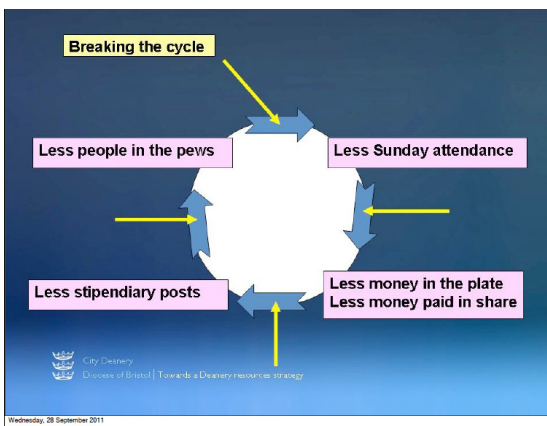 Breaking the cycle
Less people in the pews
Less Sunday attendance
Less stipendiary posts
Less money in the plate
Less money paid in share
City Deanery
Diocese of Bristol | Towards a Deanery resources strategy
Wednesday, 28 September 2011